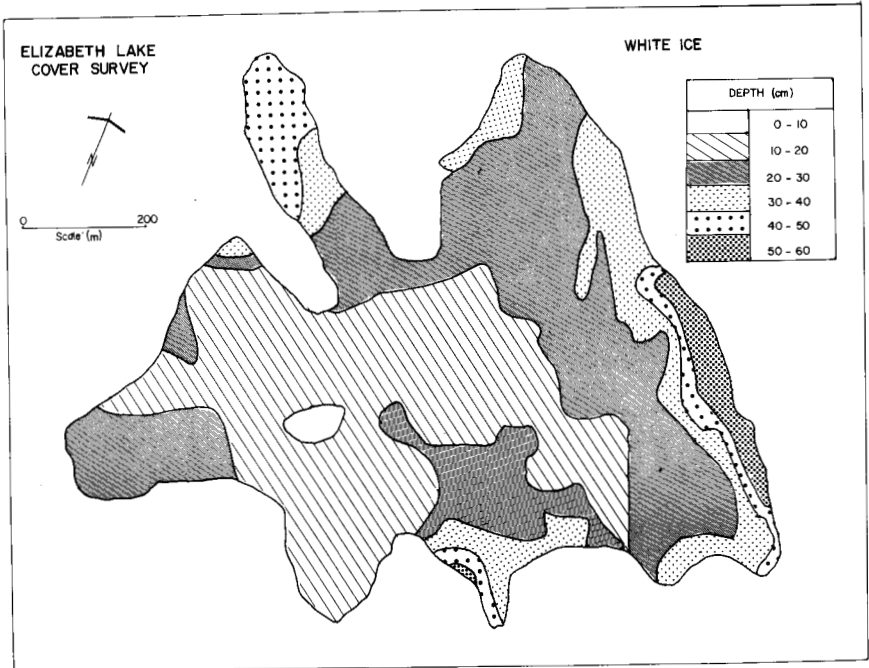 ELIZABETH LAKE
COVER SURVEY
WHITE ICE
N
0 200
Scale (m)
DEPTH (cm)
0 - 10
10 - 20
20 - 30
30 - 40
40 - 50
50 - 60